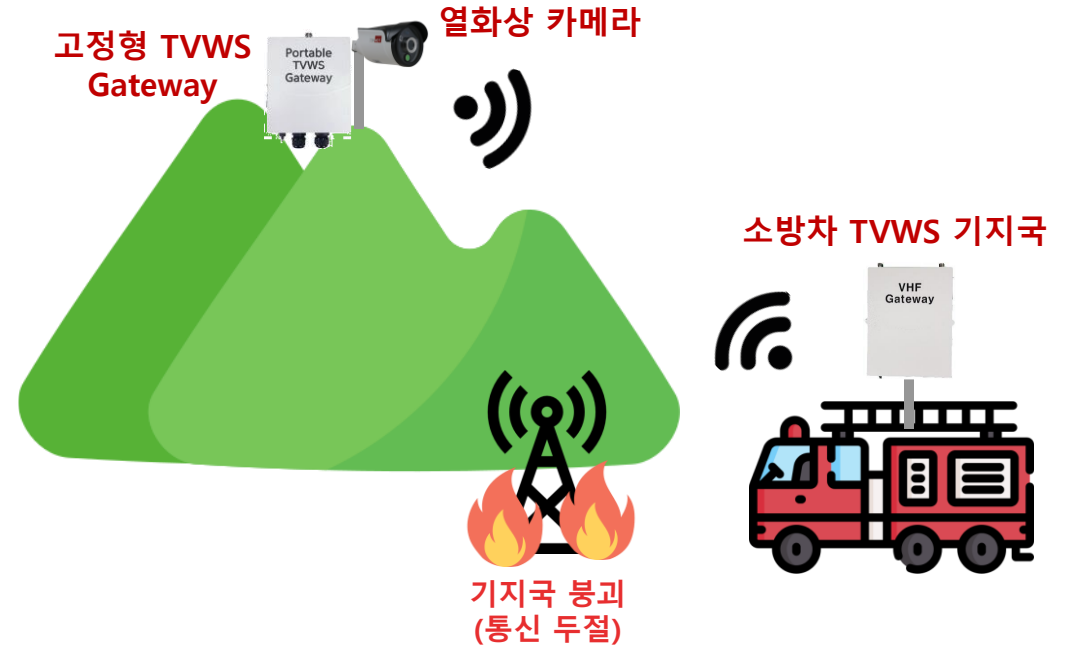 고정형 TVWS
Gateway
열화상 카메라
Portable
TVWS
Gateway
소방차 TVWS 기지국
VHF
Gateway
기지국 붕괴
(통신 두절)